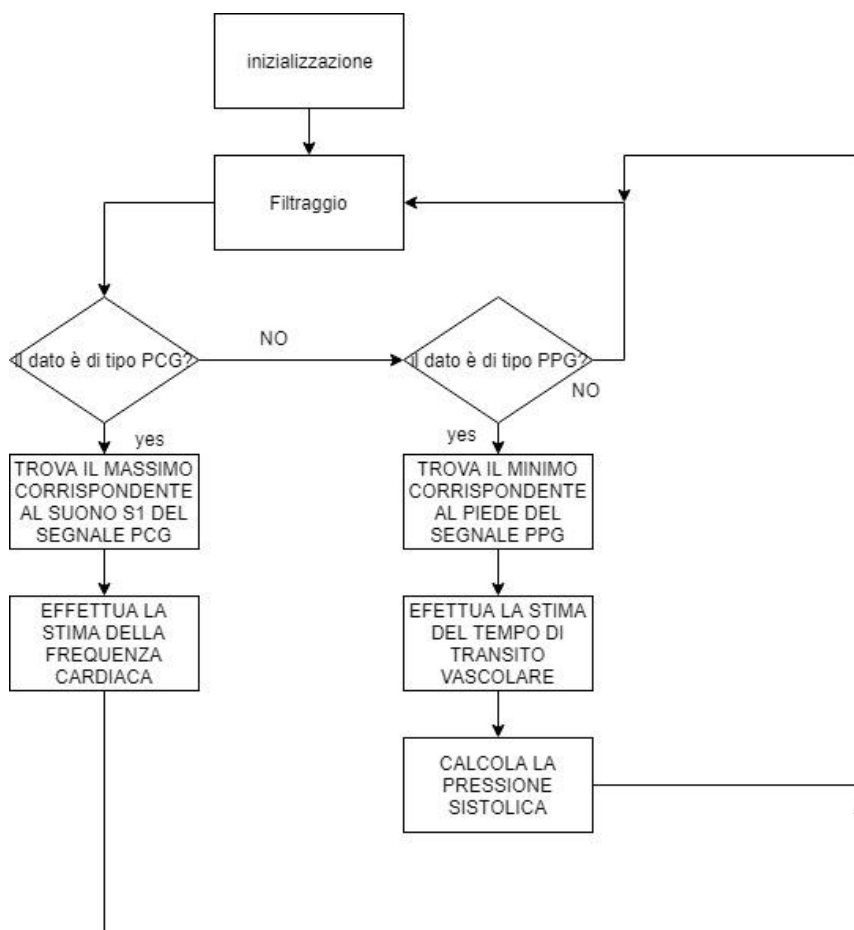 inizializzazione
Filtraggio
Il dato è di tipo PCG?
NO
Il dato è di tipo PPG?
NO
yes
yes
TROVA IL MASSIMO
CORRISPONDENTE
AL SUONO S1 DEL
SEGNALE PCG
TROVA IL MINIMO
CORRISPONDENTE
AL PIEDE DEL
SEGNALE PPG
EFFETTUA LA
STIMA DELLA
FREQUENZA
CARDIACA
EFETTUA LA STIMA
DEL TEMPO DI
TRANSITO
VASCOLARE
CALCOLA LA
PRESSIONE
SISTOLICA